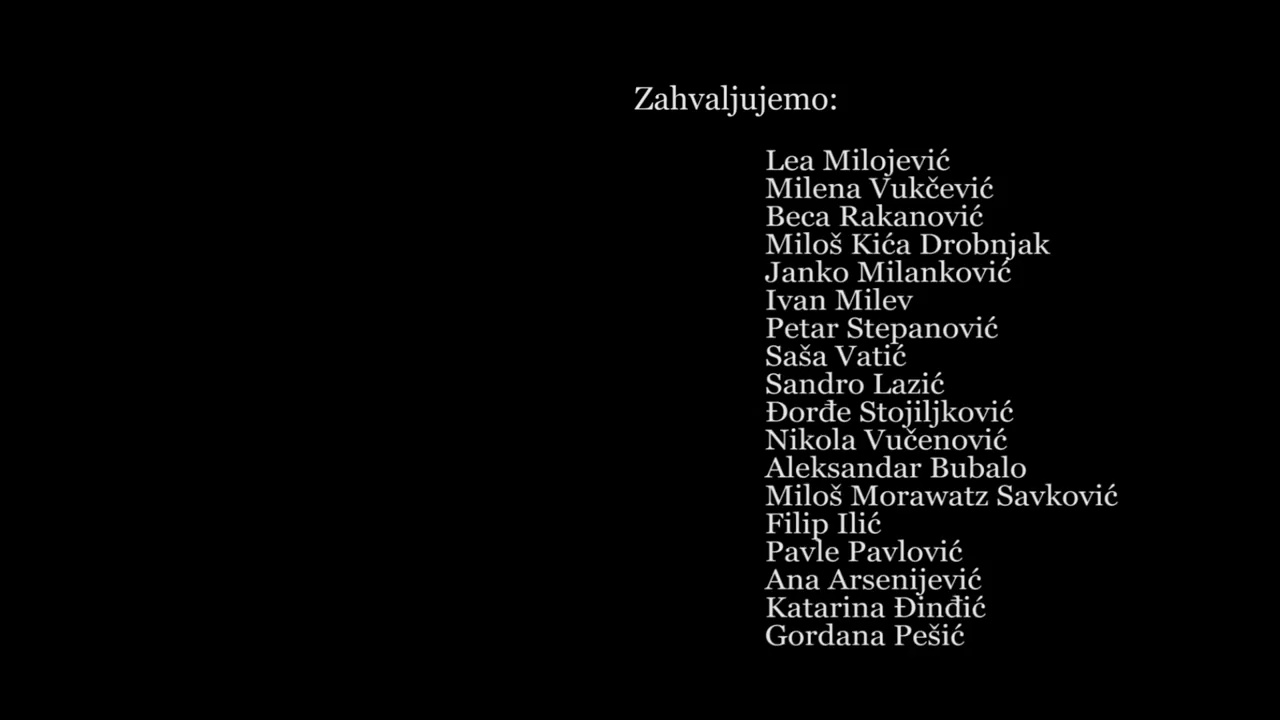 Zahvaljujemo:
Lea Milojević
Milena Vukčević
Beca Rakanović
Miloš Kića Drobnjak
Janko Milanković
Ivan Milev
Petar Stepanović
Saša Vatić
Sandro Lazić
Đorđe Stojiljković
Nikola Vučenović
Aleksandar Bubalo
Miloš Morawatz Savković
Filip Ilić
Pavle Pavlović
Ana Arsenijević
Katarina Đinđić
Gordana Pešić